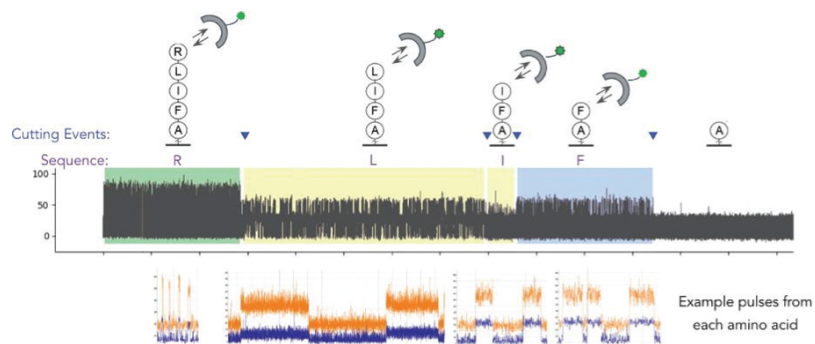 R
L
I
F
A
L
I
F
A
I
F
A
F
A
A
Cutting Events:
Sequence: R L I F
100
50
0
Example pulses from
each amino acid